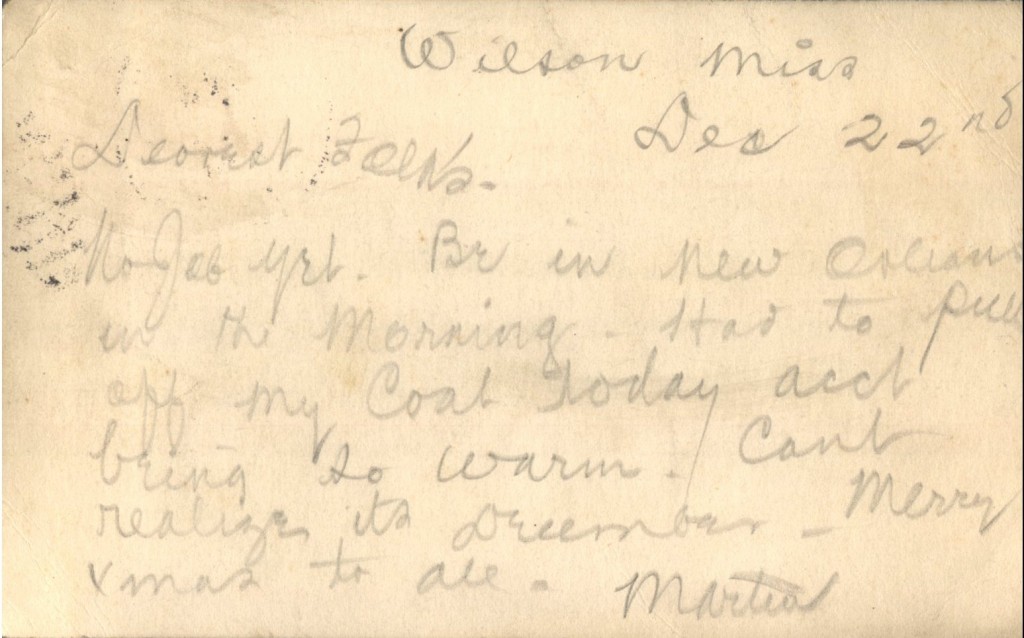 Wilson Miss
Dec 22nd
Dearest Folks.
No Job yet. Be in New Orleans
in the Morning - Had to pull
off my Coat today acct
being so warm. Cant
realize its December - Merry
Xmas to all.
Martin